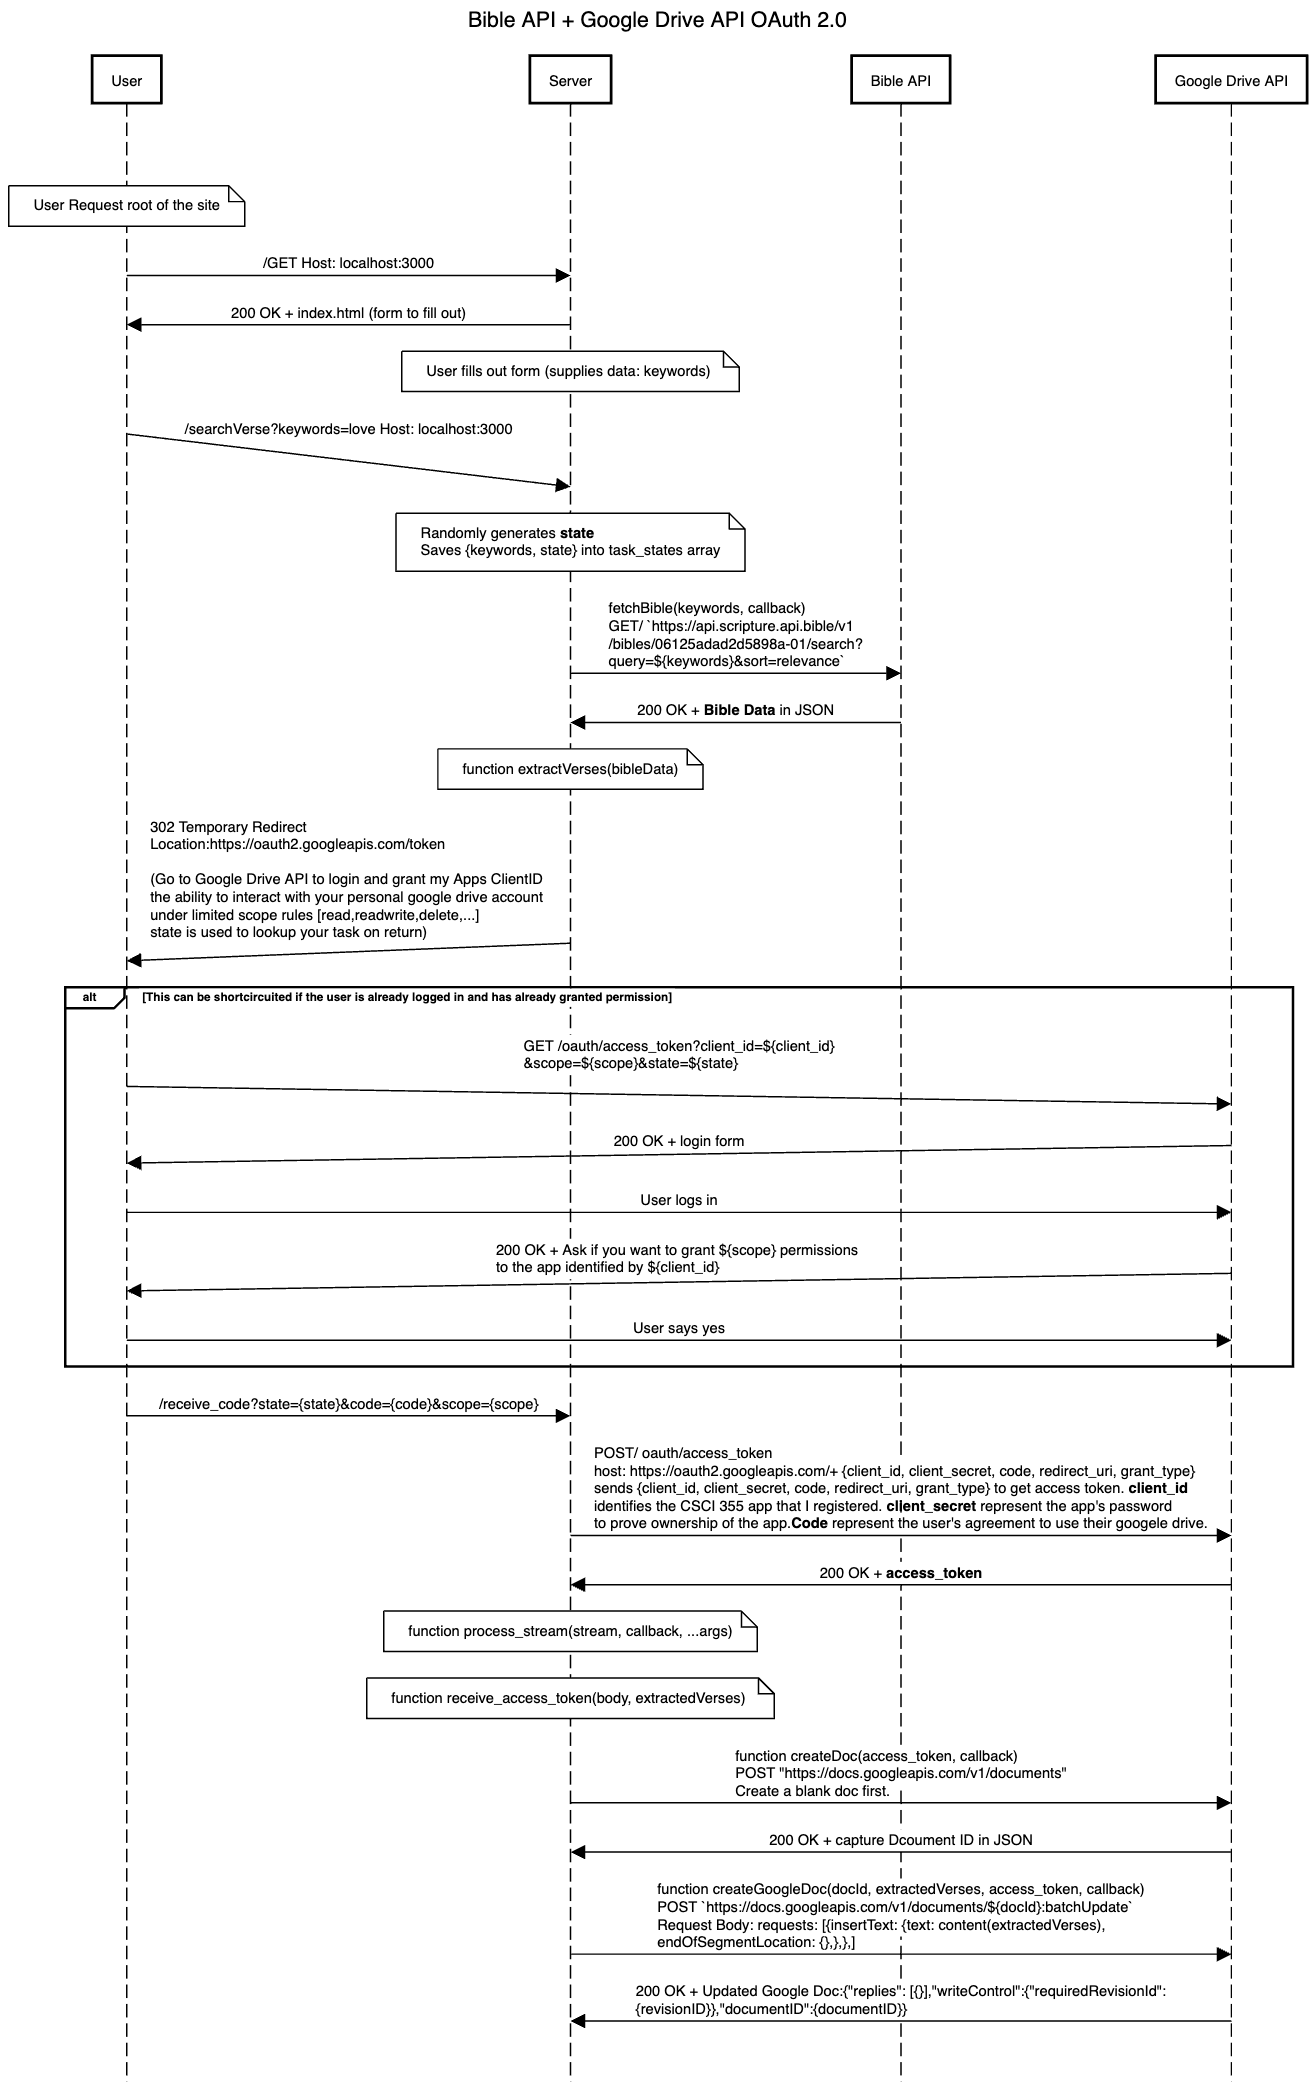 Bible API + Google Drive API OAuth 2.0
User
Server
Bible API
Google Drive API
User Request root of the site
/GET Host: localhost:3000
200 OK + index.html (form to fill out)
User fills out form (supplies data: keywords)
/searchVerse?keywords=love Host: localhost:3000
Randomly generates state
Saves {keywords, state} into task_states array
fetchBible(keywords, callback)
GET/ `https://api.scripture.api.bible/v1
/bibles/06125adad2d5898a-01/search?
query=${keywords}&sort=relevance`
200 OK + Bible Data in JSON
function extractVerses(bibleData)
302 Temporary Redirect
Location:https://oauth2.googleapis.com/token
(Go to Google Drive API to login and grant my Apps ClientID
the ability to interact with your personal google drive account
under limited scope rules [read,readwrite,delete,...]
state is used to lookup your task on return)
alt
[This can be shortcircuited if the user is already logged in and has already granted permission]
GET /oauth/access_token?client_id=${client_id}
&scope=${scope}&state=${state}
200 OK + login form
User logs in
200 OK + Ask if you want to grant ${scope} permissions
to the app identified by ${client_id}
User says yes
/receive_code?state={state}&code={code}&scope={scope}
POST/ oauth/access_token
host: https://oauth2.googleapis.com/+ {client_id, client_secret, code, redirect_uri, grant_type}
sends {client_id, client_secret, code, redirect_uri, grant_type} to get access token. client_id
identifies the CSCI 355 app that I registered. client_secret represent the app's password
to prove ownership of the app.Code represent the user's agreement to use their googele drive.
200 OK + access_token
function process_stream(stream, callback, ...args)
function receive_access_token(body, extractedVerses)
function createDoc(access_token, callback)
POST "https://docs.googleapis.com/v1/documents"
Create a blank doc first.
200 OK + capture Dcoument ID in JSON
function createGoogleDoc(docId, extractedVerses, access_token, callback)
POST `https://docs.googleapis.com/v1/documents/${docId}:batchUpdate`
Request Body: requests: [{insertText: {text: content(extractedVerses),
endOfSegmentLocation: {},},},]
200 OK + Updated Google Doc:{"replies": [{}],"writeControl":{"requiredRevisionId":
{revisionID}},"documentID":{documentID}}